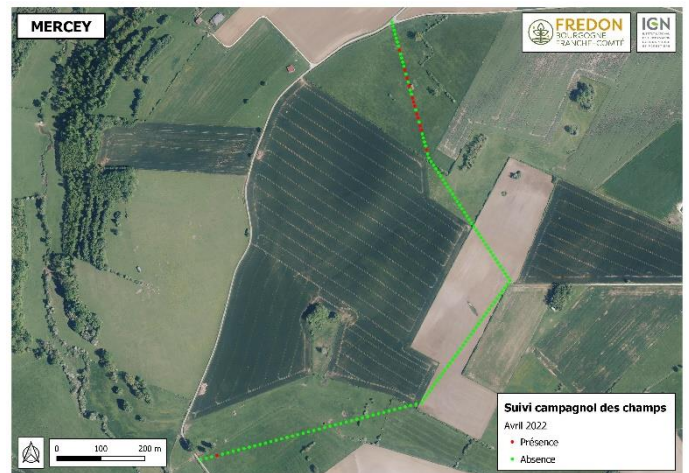 MERCEY
FREDON
BOURGOGNE
FRANCHE-COMTÉ
IGN
Suivi campagnol des champs
Avril 2022
Présence
Absence
0 100 200 m